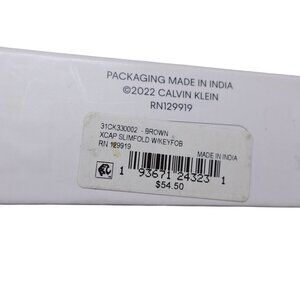 PACKAGING MADE IN INDIA
©2022 CALVIN KLEIN
RN129919
31CK330002 - BROWN
XCAP SLIMFOLD W/KEYFOB
RN 129919
MADE IN INDIA
1 93671 24323 1
$54.50